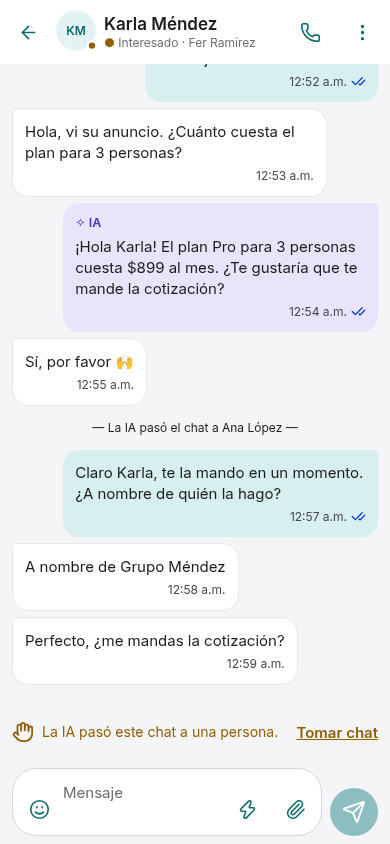 KM
Karla Méndez
Interesado · Fer Ramírez
12:52 a.m.
Hola, vi su anuncio. ¿Cuánto cuesta el
plan para 3 personas?
12:53 a.m.
IA
¡Hola Karla! El plan Pro para 3 personas
cuesta $899 al mes. ¿Te gustaría que te
mande la cotización?
12:54 a.m.
Sí, por favor 🙌
12:55 a.m.
— La IA pasó el chat a Ana López —
Claro Karla, te la mando en un momento.
¿A nombre de quién la hago?
12:57 a.m.
A nombre de Grupo Méndez
12:58 a.m.
Perfecto, ¿me mandas la cotización?
12:59 a.m.
La IA pasó este chat a una persona. Tomar chat
Mensaje